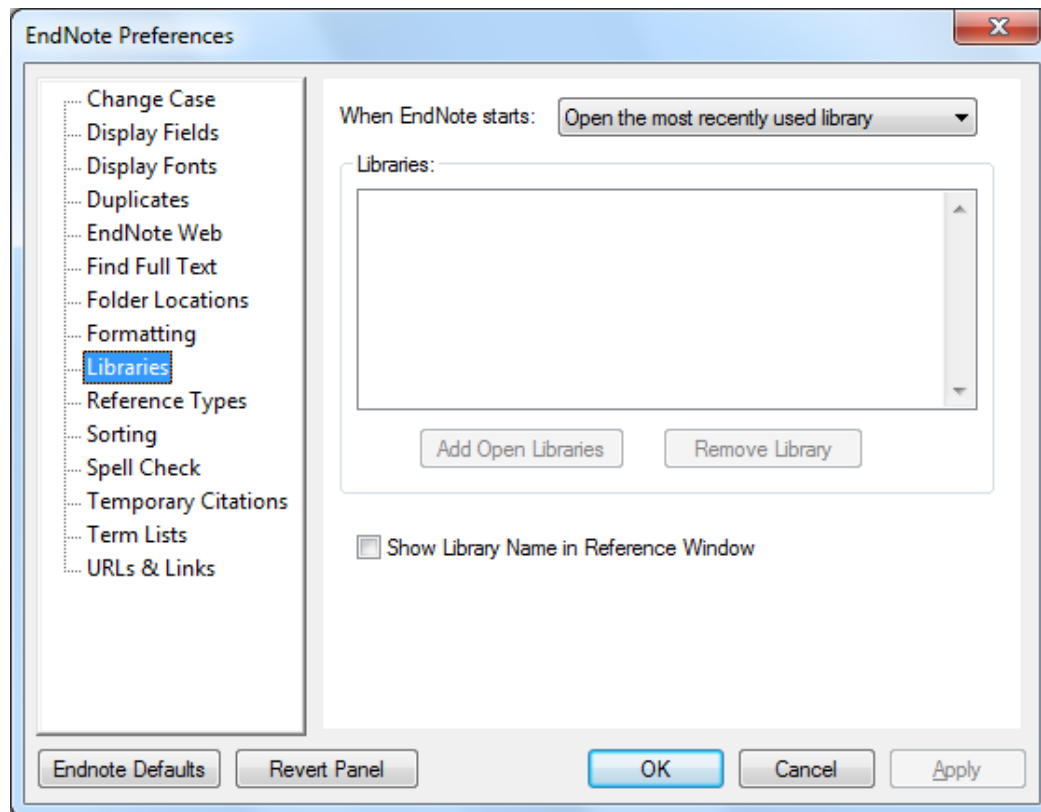 EndNote Preferences
Change Case
Display Fields
Display Fonts
Duplicates
EndNote Web
Find Full Text
Folder Locations
Formatting
Libraries
Reference Types
Sorting
Spell Check
Temporary Citations
Term Lists
URLs & Links
When EndNote starts: Open the most recently used library
Libraries:
Add Open Libraries Remove Library
Show Library Name in Reference Window
Endnote Defaults Revert Panel OK Cancel Apply